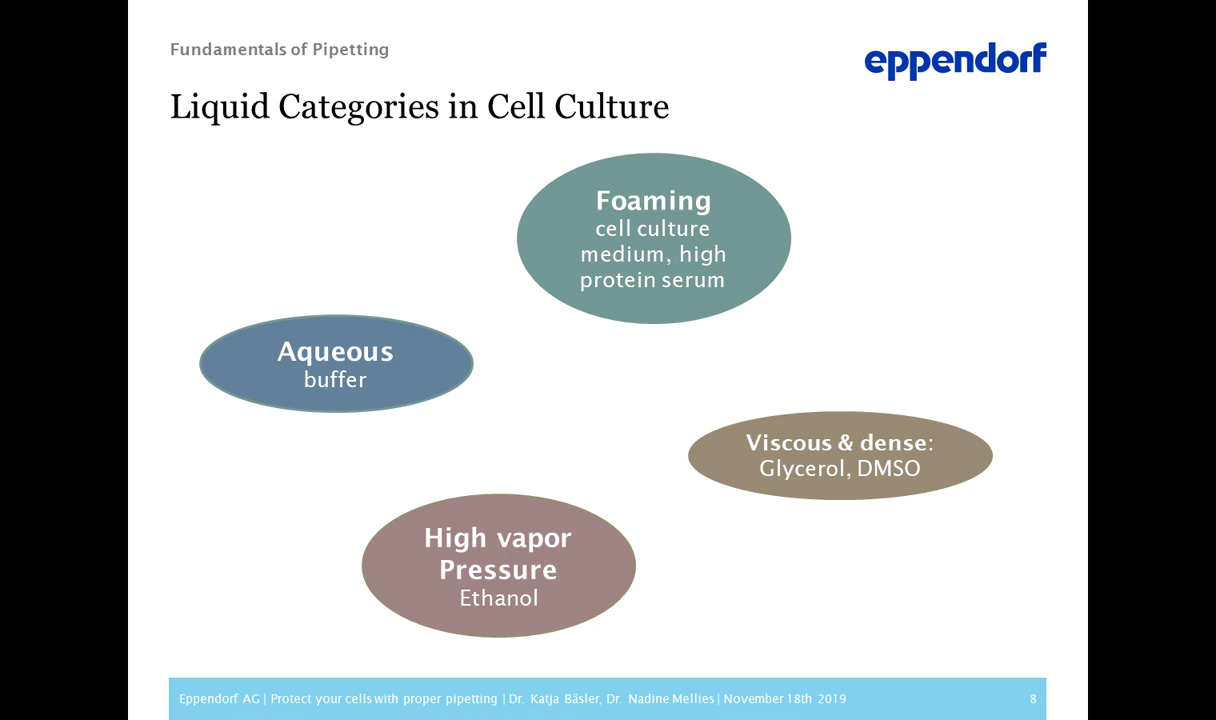 Fundamentals of Pipetting
eppendorf
Liquid Categories in Cell Culture
Foaming
cell culture
medium, high
protein serum
Aqueous
buffer
Viscous & dense:
Glycerol, DMSO
High vapor
Pressure
Ethanol
Eppendorf AG | Protect your cells with proper pipetting | Dr. Katja Bäsler, Dr. Nadine Mellies | November 18th 2019 8